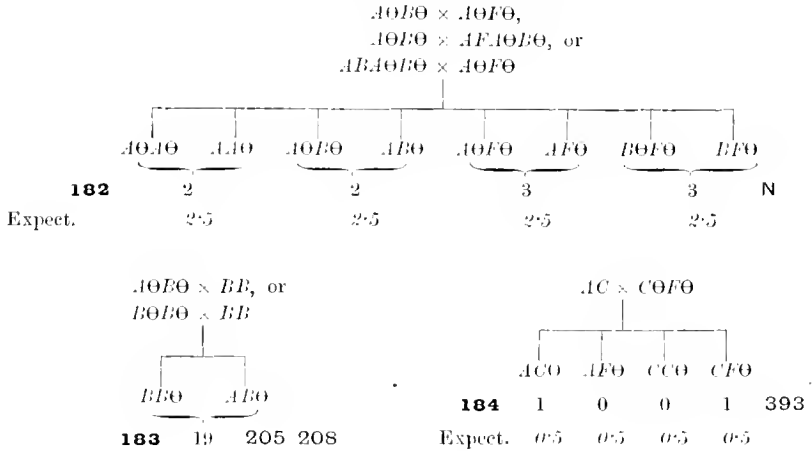 AΘBΘ × AΘFΘ,
AΘBΘ × AFAΘBΘ, or
ABAΘBΘ × AΘFΘ
AΘAΘ AAΘ AΘBΘ ABΘ AΘFΘ AFΘ BΘFΘ BFΘ
182 2 2 3 3 N
Expect. 2·5 2·5 2·5 2·5
AΘBΘ × BB, or
BΘBΘ × BB
BBΘ ABΘ
183 19 205 208
AC × CΘFΘ
ACΘ AFΘ CCΘ CFΘ
184 1 0 0 1 393
Expect. 0·5 0·5 0·5 0·5